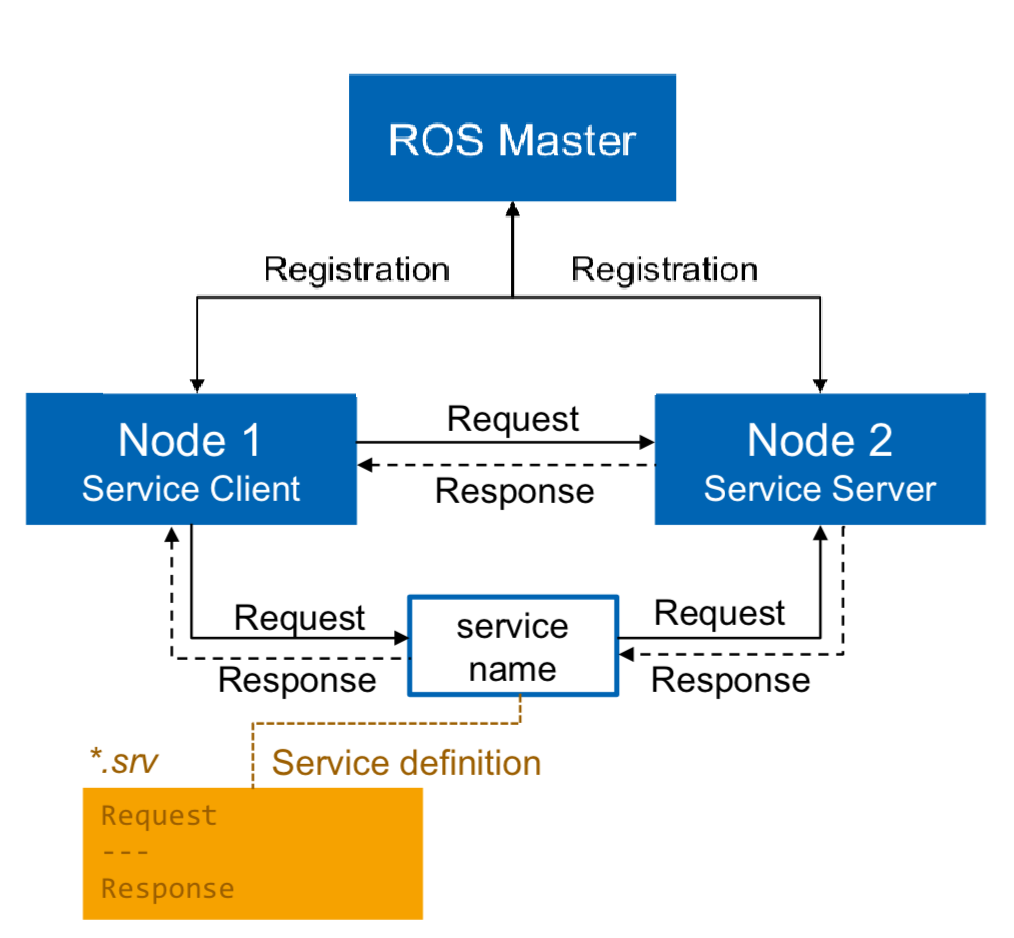 ROS Master
Registration
Registration
Node 1
Service Client
Request
Response
Node 2
Service Server
Request
Response
service
name
Request
Response
*.srv
Service definition
Request
---
Response